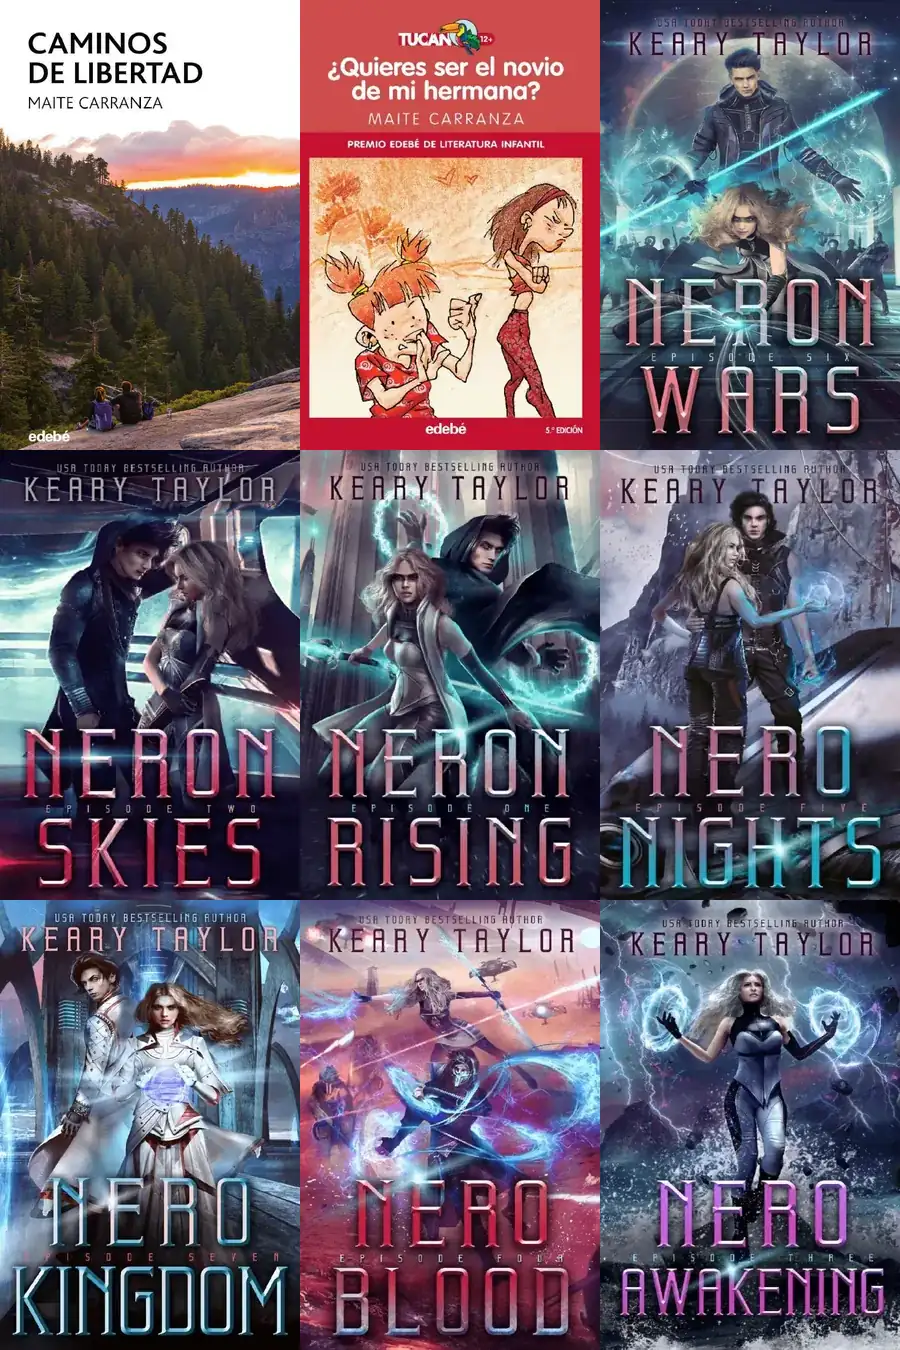 CAMINOS
DE LIBERTAD
MAITE CARRANZA
edebé
TUCAN 12+
¿Quieres ser el novio
de mi hermana?
MAITE CARRANZA
PREMIO EDEBÉ DE LITERATURA INFANTIL
edebé
5.ª EDICIÓN
USA TODAY BESTSELLING AUTHOR
KEARY TAYLOR
NERON
EPISODE SIX
WARS
USA TODAY BESTSELLING AUTHOR
KEARY TAYLOR
NERON
EPISODE TWO
SKIES
USA TODAY BESTSELLING AUTHOR
KEARY TAYLOR
NERON
EPISODE ONE
RISING
USA TODAY BESTSELLING AUTHOR
KEARY TAYLOR
NERO
EPISODE FIVE
NIGHTS
USA TODAY BESTSELLING AUTHOR
KEARY TAYLOR
NERO
EPISODE SEVEN
KINGDOM
USA TODAY BESTSELLING AUTHOR
KEARY TAYLOR
NERO
EPISODE FOUR
BLOOD
USA TODAY BESTSELLING AUTHOR
KEARY TAYLOR
NERO
EPISODE THREE
AWAKENING